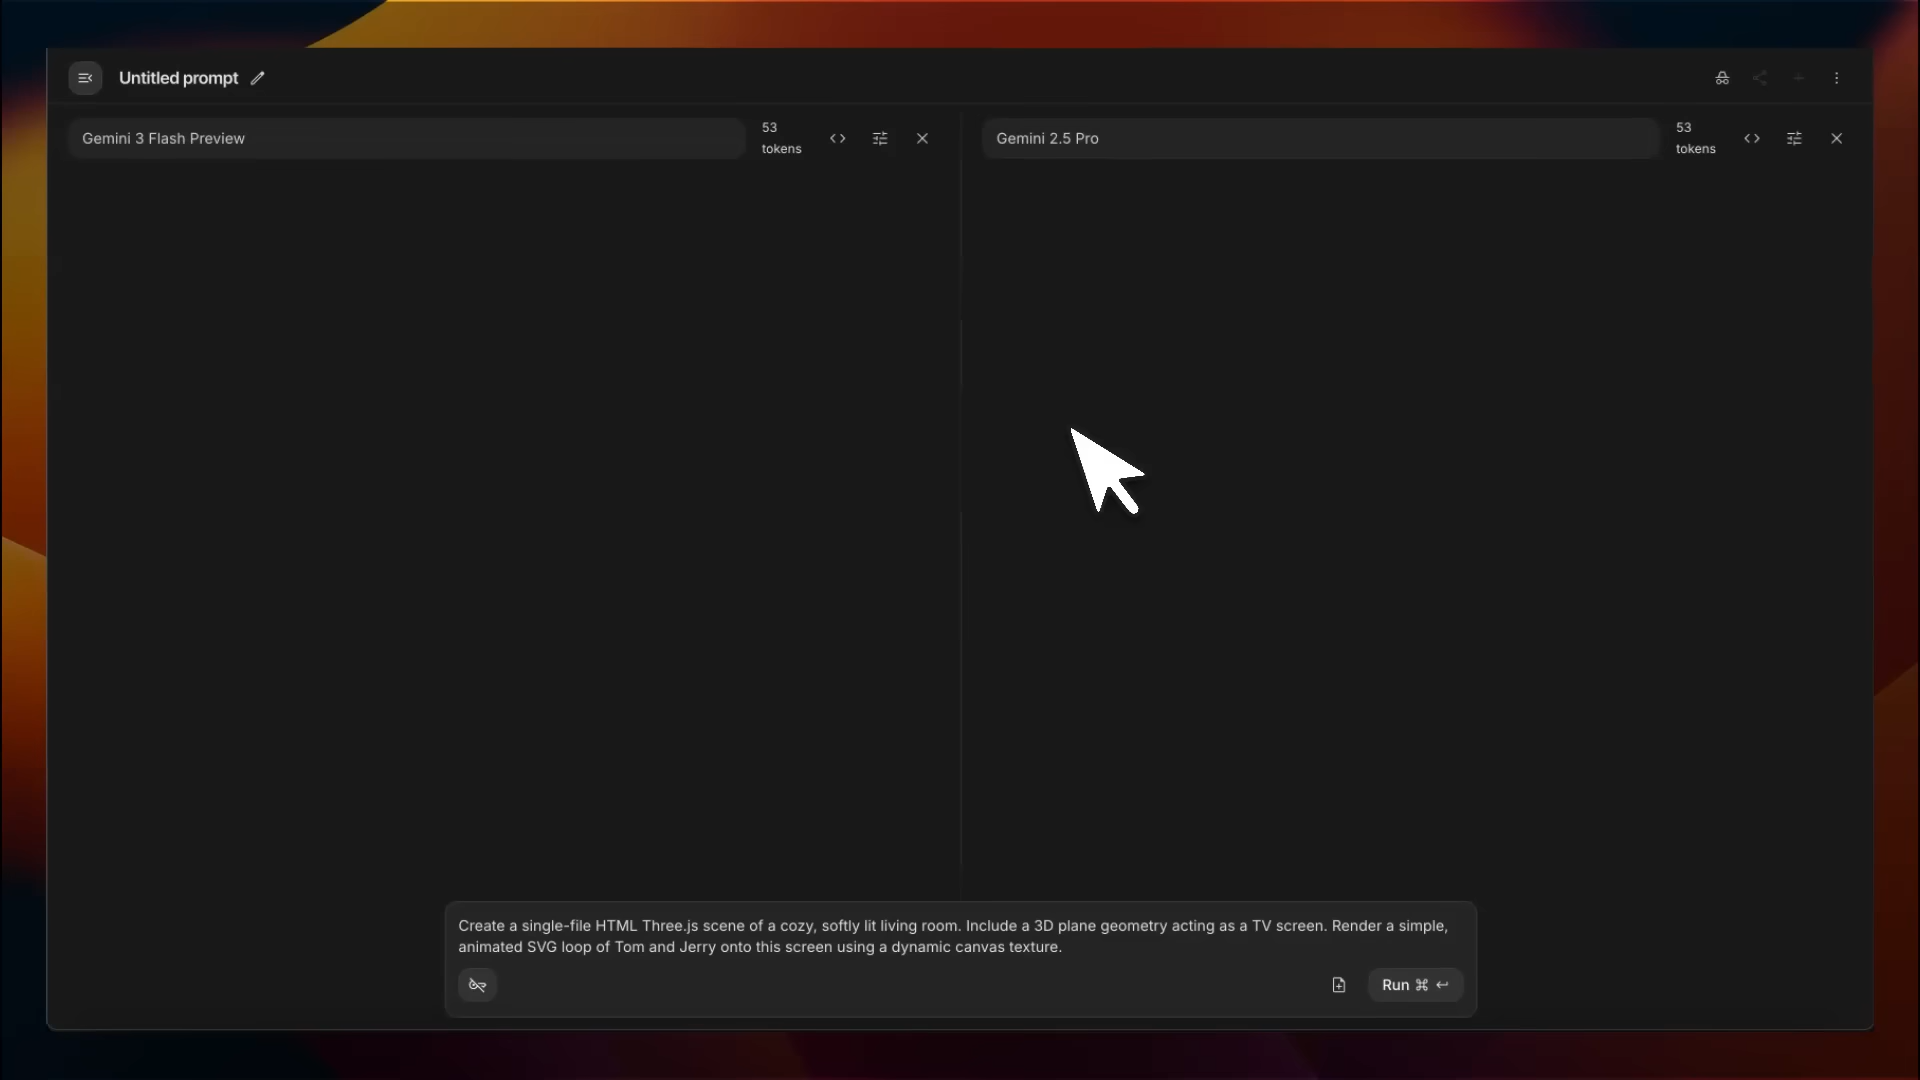 Untitled prompt
Gemini 3 Flash Preview
53
tokens
Gemini 2.5 Pro
53
tokens
Create a single-file HTML Three.js scene of a cozy, softly lit living room. Include a 3D plane geometry acting as a TV screen. Render a simple,
animated SVG loop of Tom and Jerry onto this screen using a dynamic canvas texture.
Run ⌘ ↩